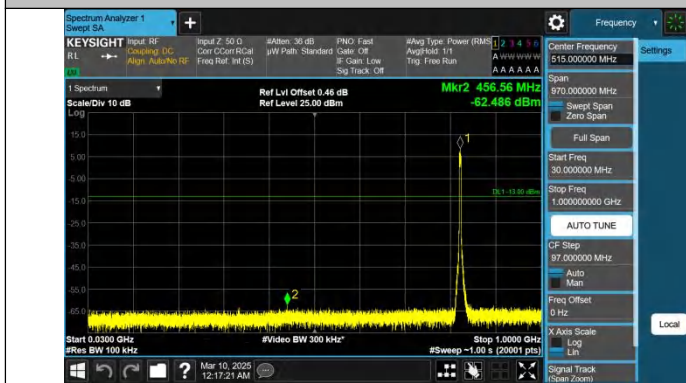 Spectrum Analyzer 1
Swept SA
Frequency
KEYSIGHT
RL
Input: RF
Coupling: DC
Align: Auto/No RF
Input Z: 50 Ω
Corr CCorr RCal
Freq Ref: Int (S)
#Atten: 36 dB
µW Path: Standard
PNO: Fast
Gate: Off
IF Gain: Low
Sig Track: Off
#Avg Type: Power (RMS)
Avg|Hold: 1/1
Trig: Free Run
1 2 3 4 5 6
A W W W W W
A A A A A A
1 Spectrum
Scale/Div 10 dB
Log
Ref Lvl Offset 0.46 dB
Ref Level 25.00 dBm
Mkr2 456.56 MHz
-62.486 dBm
15.0
5.00
-5.00
-15.0
-25.0
-35.0
-45.0
-55.0
-65.0
1
2
DL1 -13.00 dBm
Start 0.0300 GHz
#Res BW 100 kHz
#Video BW 300 kHz*
Stop 1.0000 GHz
#Sweep ~1.00 s (20001 pts)
Center Frequency
515.000000 MHz
Span
970.000000 MHz
Swept Span
Zero Span
Full Span
Start Freq
30.000000 MHz
Stop Freq
1.000000000 GHz
AUTO TUNE
CF Step
97.000000 MHz
Auto
Man
Freq Offset
0 Hz
X Axis Scale
Log
Lin
Signal Track
(Span Zoom)
Settings
Local
?
Mar 10, 2025
12:17:21 AM